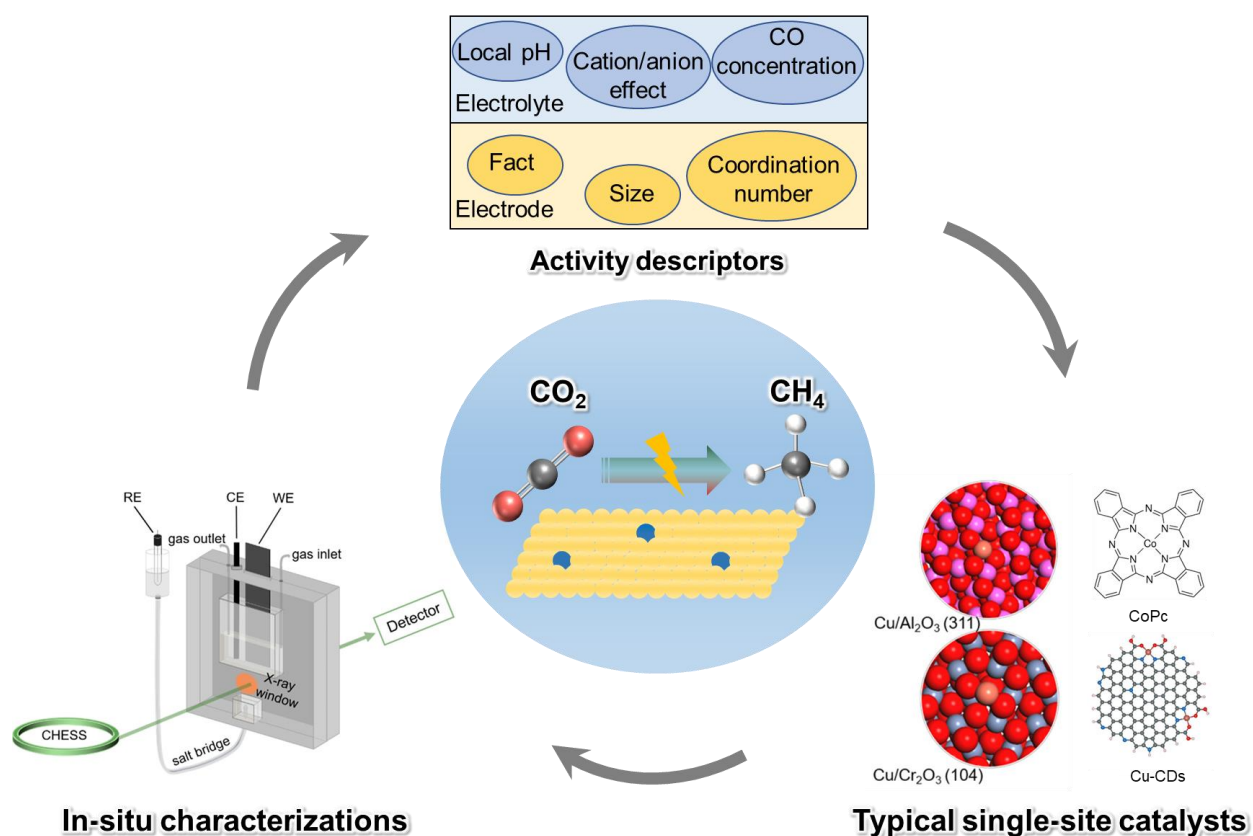 Local pH
Cation/anion
effect
CO
concentration
Electrolyte
Fact
Size
Coordination
number
Electrode
Activity descriptors
CO₂
CH₄
RE
CE
WE
gas outlet
gas inlet
Detector
X-ray
window
CHESS
salt bridge
In-situ characterizations
Cu/Al₂O₃ (311)
Co
N
N
N
N
N
N
N
N
CoPc
Cu/Cr₂O₃ (104)
Cu-CDs
Typical single-site catalysts